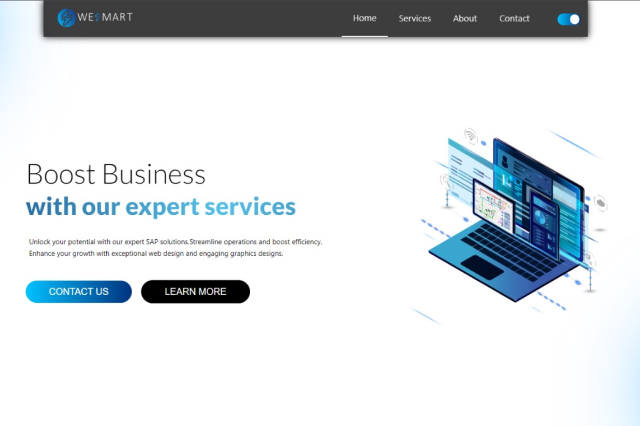 WE MART
Home
Services
About
Contact
Boost Business
with our expert services
Unlock your potential with our expert SAP solutions.Streamline operations and boost efficiency.
Enhance your growth with exceptional web design and engaging graphics designs.
CONTACT US
LEARN MORE